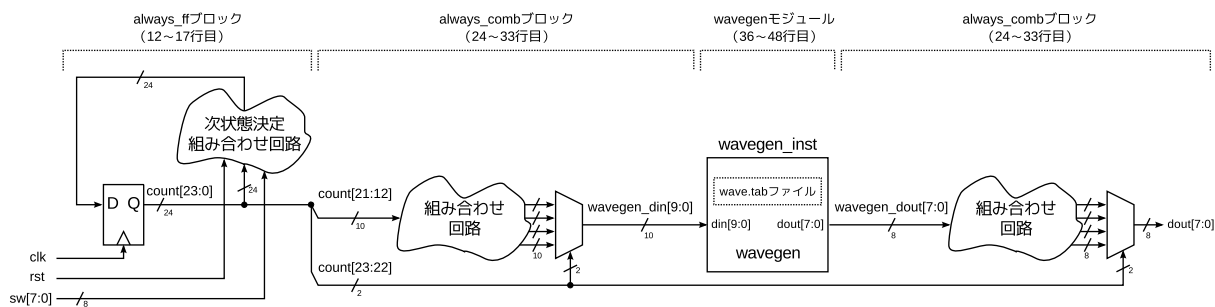 always_ffブロック
(12～17行目)
always_combブロック
(24～33行目)
wavegenモジュール
(36～48行目)
always_combブロック
(24～33行目)
24
次状態決定
組み合わせ回路
24
D Q
count[23:0]
24
clk
rst
sw[7:0]
8
count[21:12]
10
count[23:22]
2
組み合わせ
回路
10
2
wavegen_din[9:0]
10
wavegen_inst
wave.tabファイル
din[9:0]
dout[7:0]
wavegen
wavegen_dout[7:0]
8
組み合わせ
回路
8
2
8
dout[7:0]